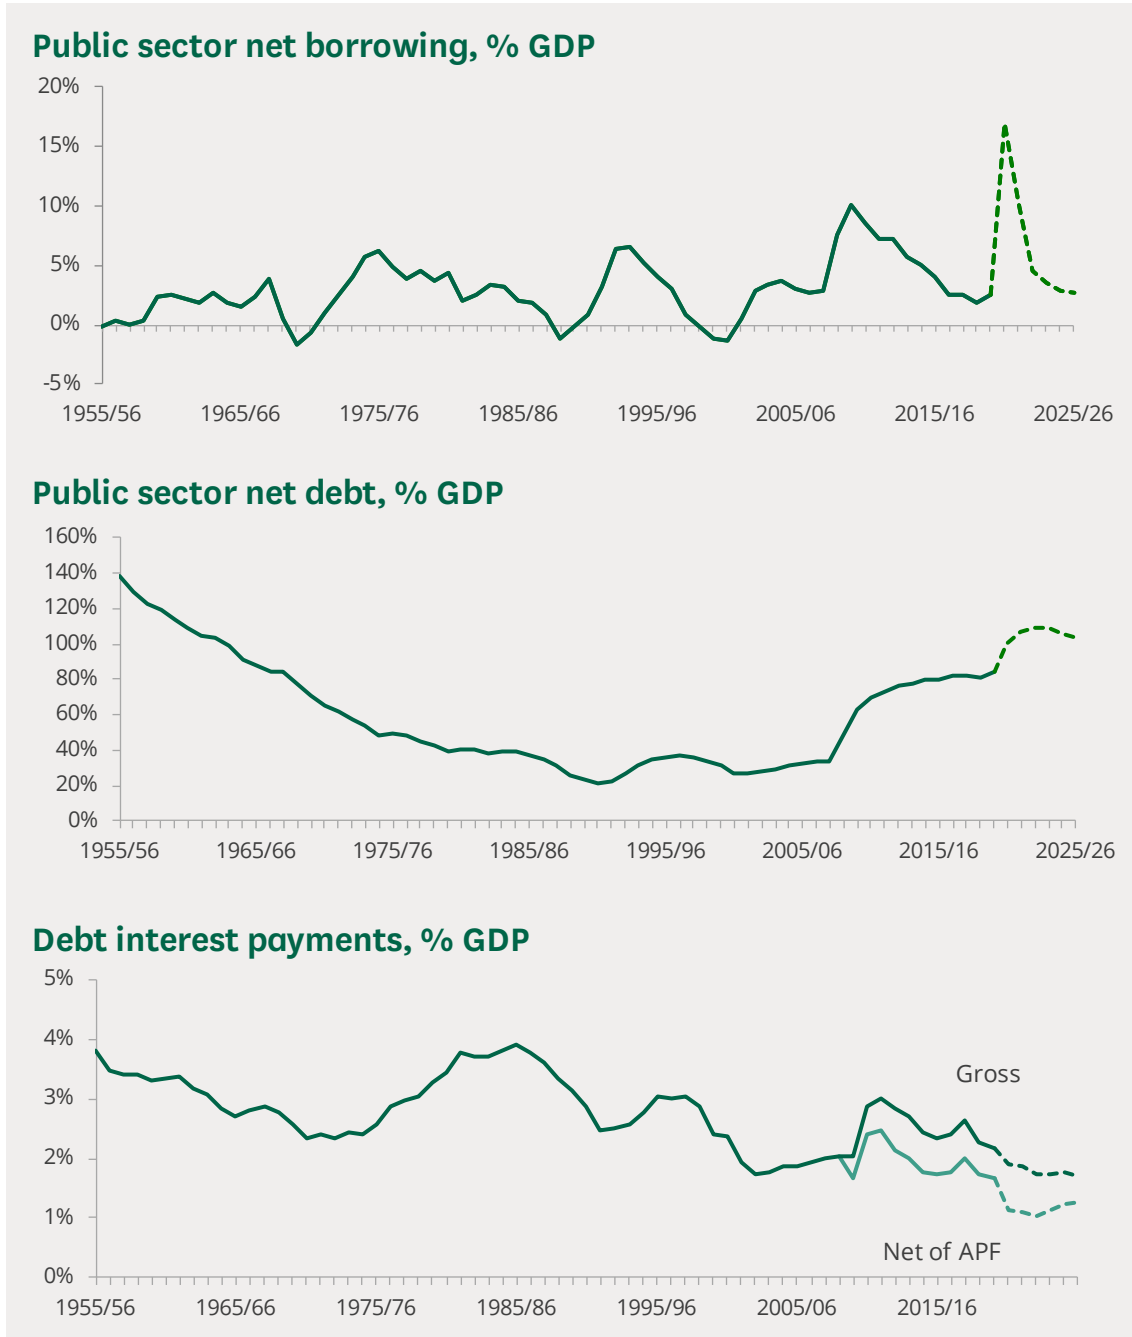 Public sector net borrowing, % GDP
20%
15%
10%
5%
0%
-5%
1955/56 1965/66 1975/76 1985/86 1995/96 2005/06 2015/16 2025/26
Public sector net debt, % GDP
160%
140%
120%
100%
80%
60%
40%
20%
0%
1955/56 1965/66 1975/76 1985/86 1995/96 2005/06 2015/16 2025/26
Debt interest payments, % GDP
5%
4%
Gross
3%
2%
1%
Net of APF
0%
1955/56 1965/66 1975/76 1985/86 1995/96 2005/06 2015/16